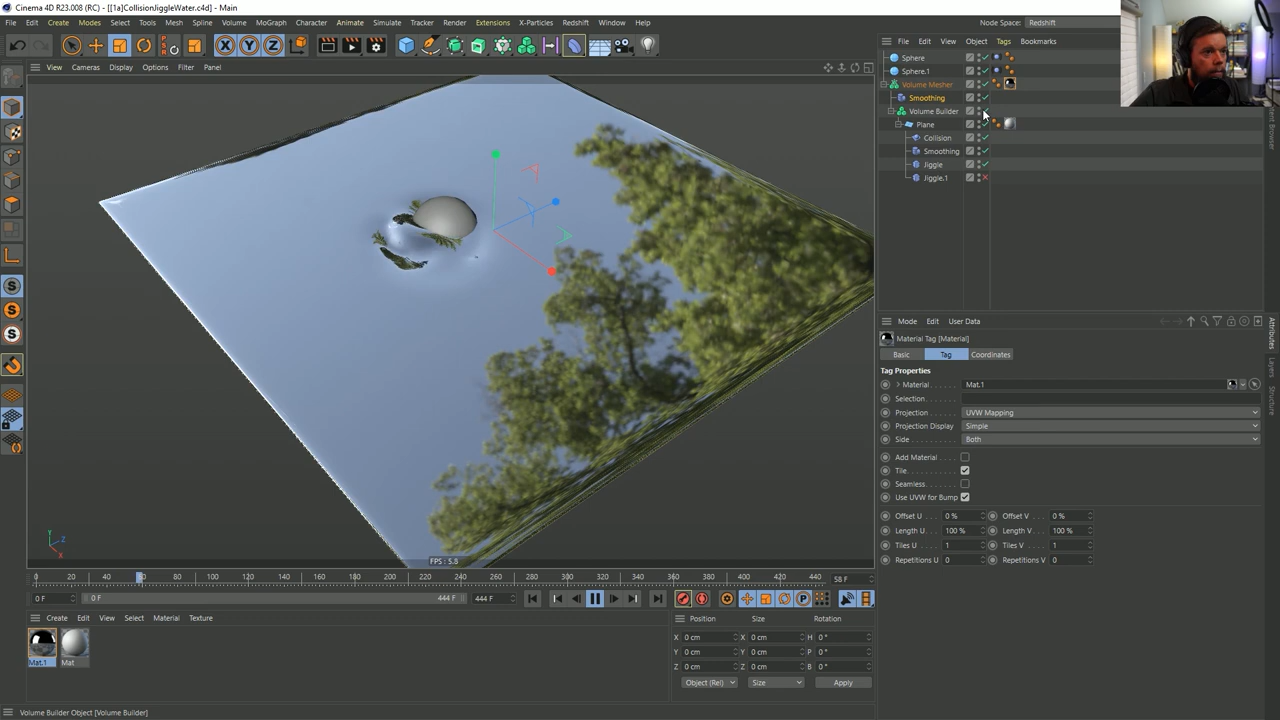 Cinema 4D R23.008 (RC) - [[1a]CollisionJiggleWater.c4d] - Main
File Edit Create Modes Select Tools Mesh Spline Volume MoGraph Character Animate Simulate Tracker Render Extensions X-Particles Redshift Window Help Node Space: Redshift
X Y Z
File Edit View Object Tags Bookmarks
View Cameras Display Options Filter Panel
Sphere
Sphere.1
Volume Mesher
Smoothing
Volume Builder
Plane
Collision
Smoothing
Jiggle
Jiggle.1
Mode Edit User Data
Material Tag [Material]
Basic Tag Coordinates
Tag Properties
Material Mat.1
Selection
Projection UVW Mapping
Projection Display Simple
Side Both
Add Material
Tile
Seamless
Use UVW for Bump
Offset U 0 % Offset V 0 %
Length U 100 % Length V 100 %
Tiles U 1 Tiles V 1
Repetitions U 0 Repetitions V 0
Attributes
Layers
Structure
Y Z X
FPS : 5.8
0 20 40 80 100 120 140 160 180 200 220 240 260 280 300 320 340 360 380 400 420 440 58 F
0 F 0 F 444 F 444 F
Create Edit View Select Material Texture
Mat.1 Mat
Position Size Rotation
X 0 cm X 0 cm H 0 °
Y 0 cm Y 0 cm P 0 °
Z 0 cm Z 0 cm B 0 °
Object (Rel) Size Apply
Volume Builder Object [Volume Builder]